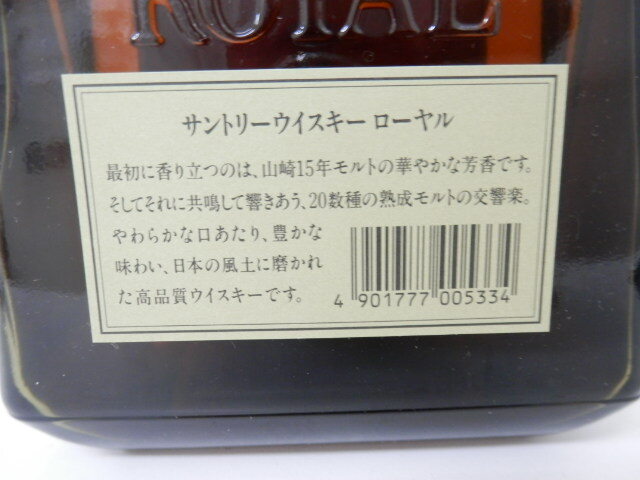 ROYAL
サントリーウイスキー ローヤル
最初に香り立つのは、山崎15年モルトの華やかな芳香です。
そしてそれに共鳴して響きあう、20数種の熟成モルトの交響楽。
やわらかな口あたり、豊かな
味わい、日本の風土に磨かれ
た高品質ウイスキーです。
4 901777 005334